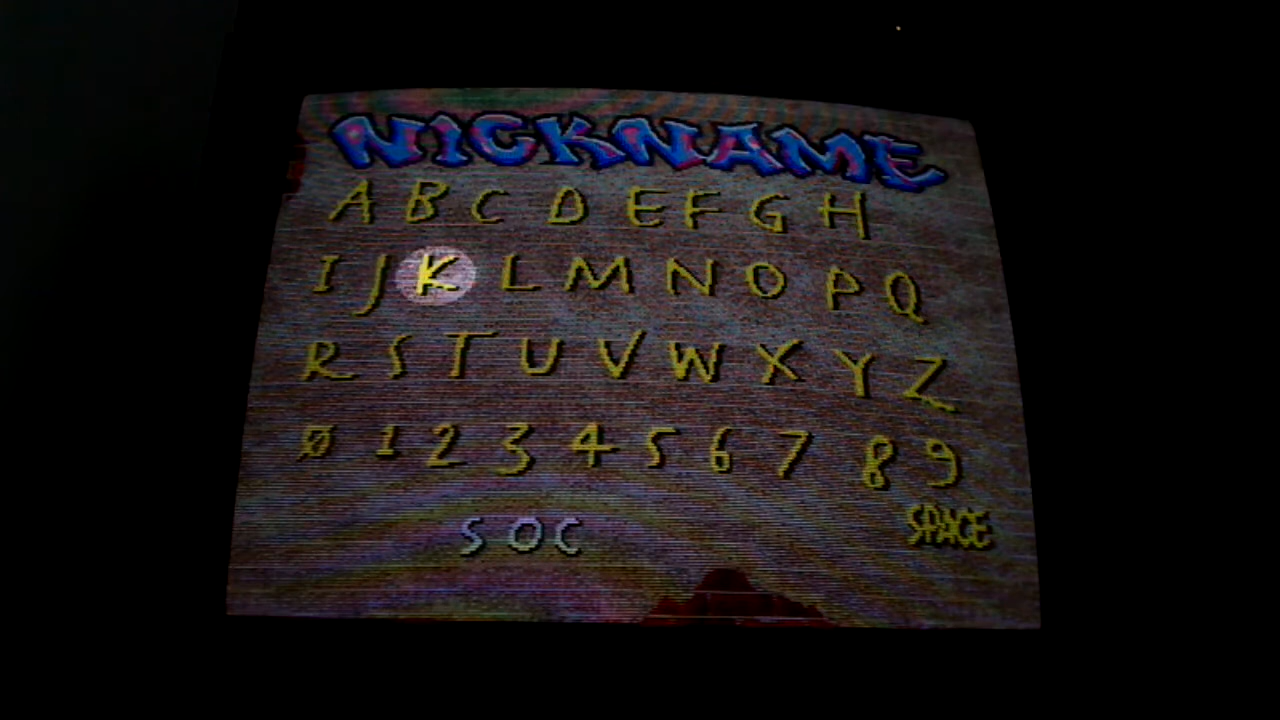 NICKNAME
A B C D E F G H
I J K L M N O P Q
R S T U V W X Y Z
0 1 2 3 4 5 6 7 8 9
SPACE
SOC